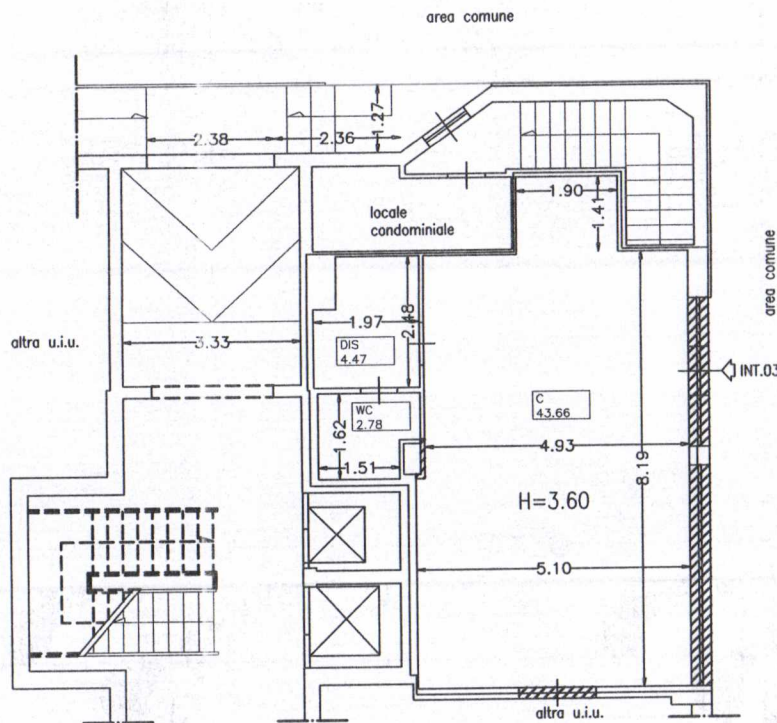 area comune
1.27
2.38
2.36
1.90
1.41
locale
condominiale
area comune
altra u.i.u.
3.33
1.97
2.48
DIS
4.47
INT.03
C
43.66
WC
2.78
1.62
1.51
4.93
8.19
H=3.60
5.10
altra u.i.u.